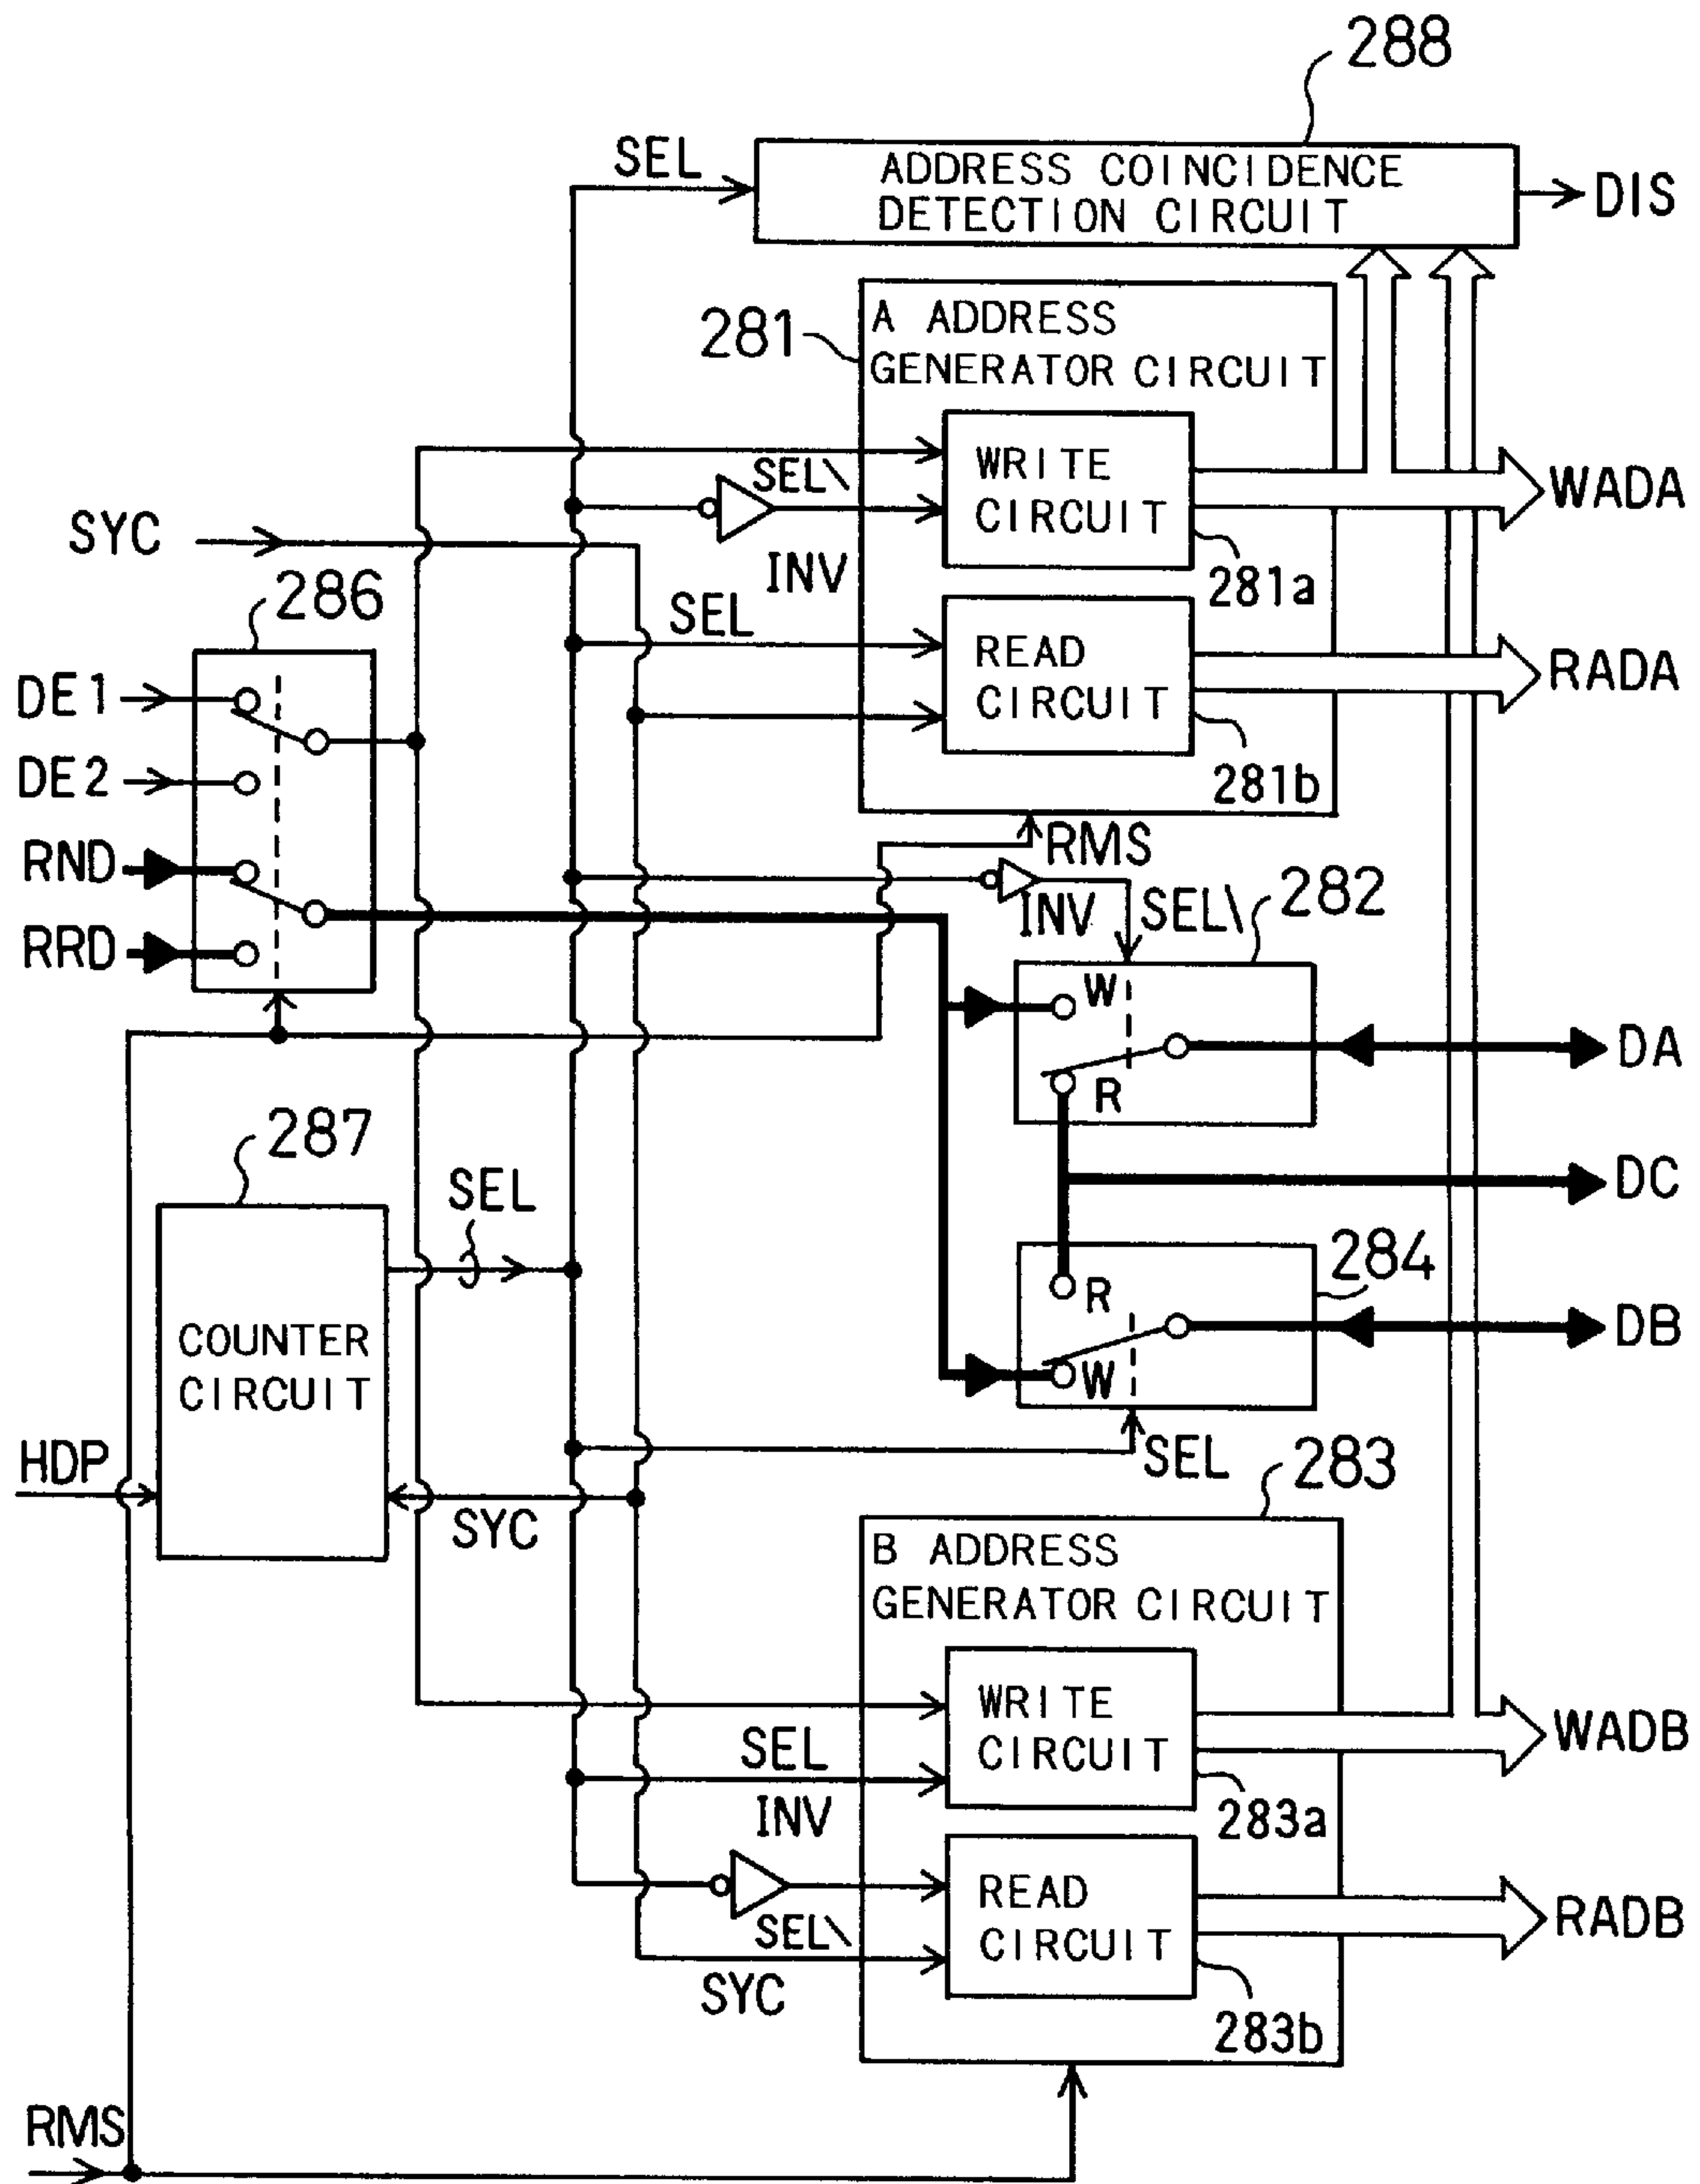 288
SEL
ADDRESS COINCIDENCE
DETECTION CIRCUIT
DIS
281
A ADDRESS
GENERATOR CIRCUIT
WRITE
CIRCUIT
SEL\
INV
281a
WADA
SYC
286
SEL
READ
CIRCUIT
281b
RADA
DE1
DE2
RND
RRD
RMS
INV
SEL\
282
W
R
DA
DC
287
SEL
COUNTER
CIRCUIT
HDP
SYC
284
R
W
DB
SEL
283
B ADDRESS
GENERATOR CIRCUIT
WRITE
CIRCUIT
SEL
INV
283a
WADB
READ
CIRCUIT
SEL\
SYC
283b
RADB
RMS